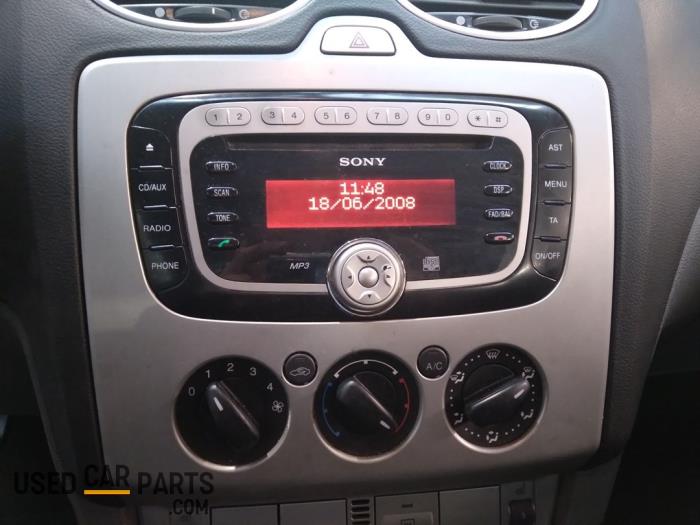 1 2 3 4 5 6 7 8 9 0 * #
SONY
AST
INFO
CLOCK
CD/AUX
SCAN
11:48
DSP
MENU
18/06/2008
RADIO
TONE
FAD/BAL
TA
PHONE
MP3
ON/OFF
A/C
0 1 2 3 4
USED CAR PARTS
.COM